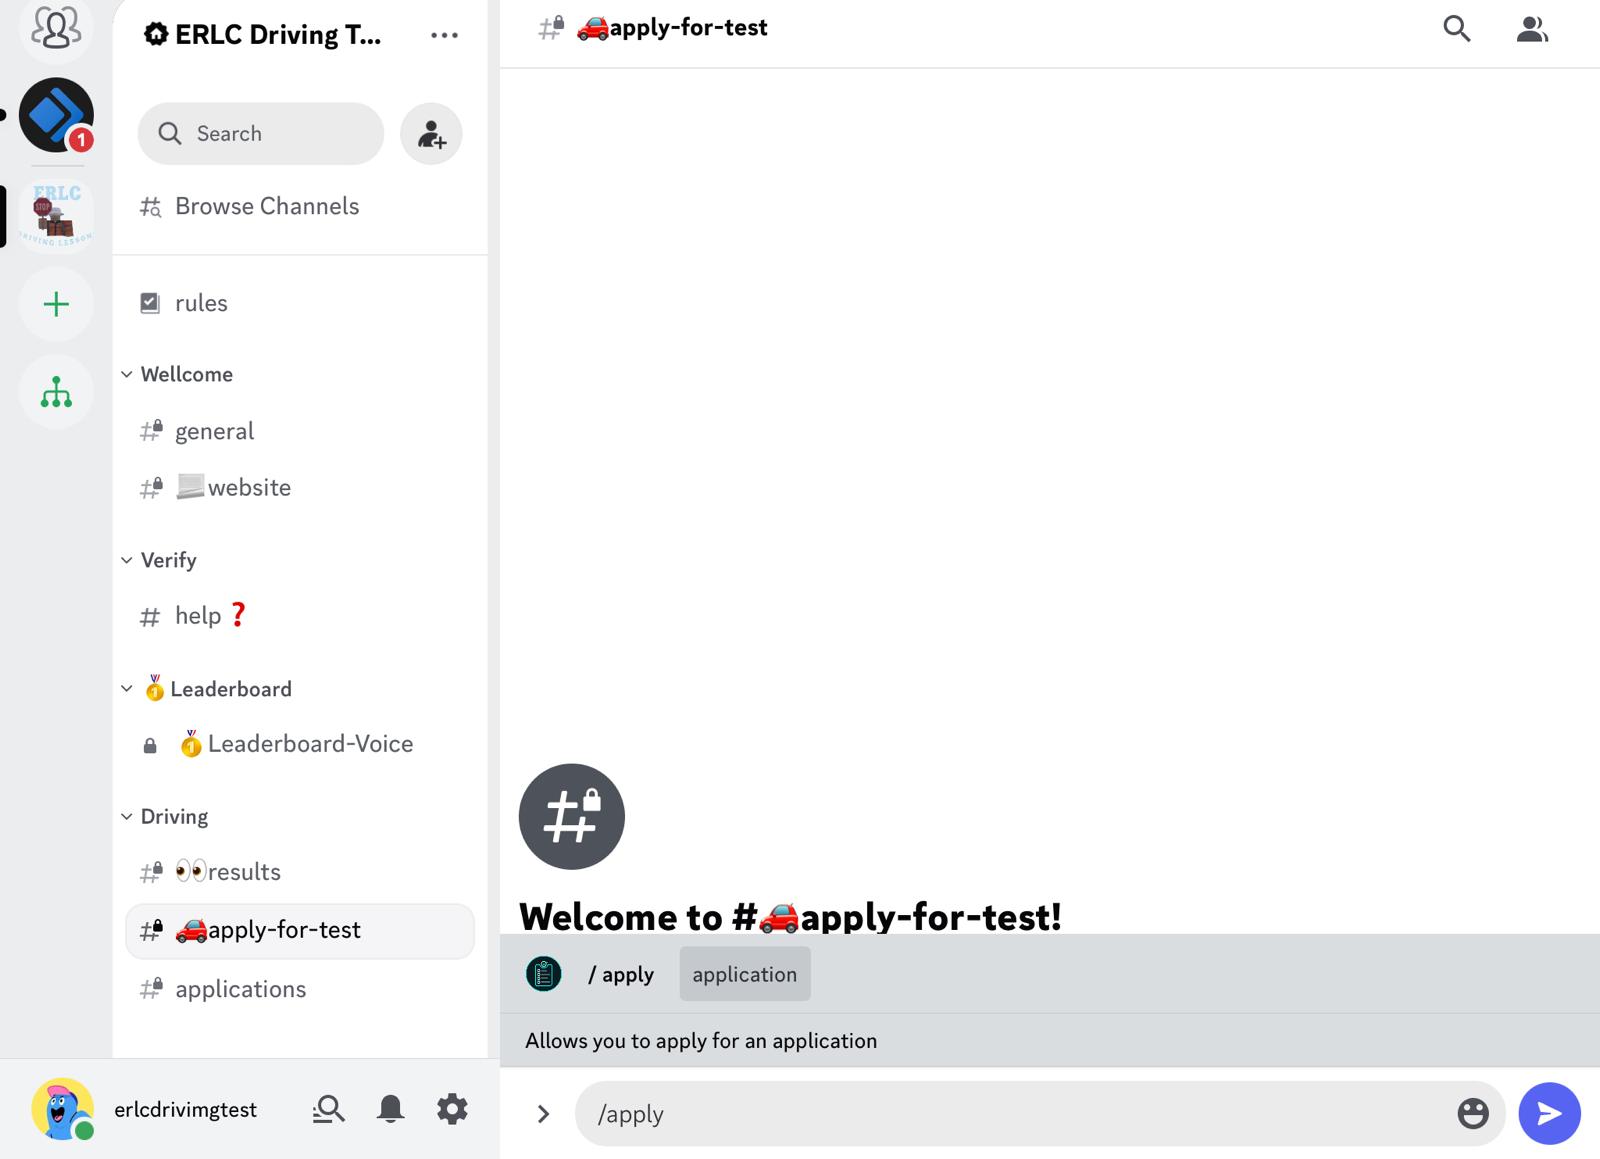 ERLC Driving T...
Search
Browse Channels
rules
Wellcome
general
website
Verify
help ❓
🥇Leaderboard
🥇Leaderboard-Voice
Driving
👀results
🚗apply-for-test
applications
erlcdrivimgtest
1
ERLC
STOP
DRIVING LESSON
🚗apply-for-test
Welcome to #🚗apply-for-test!
/ apply application
Allows you to apply for an application
/apply